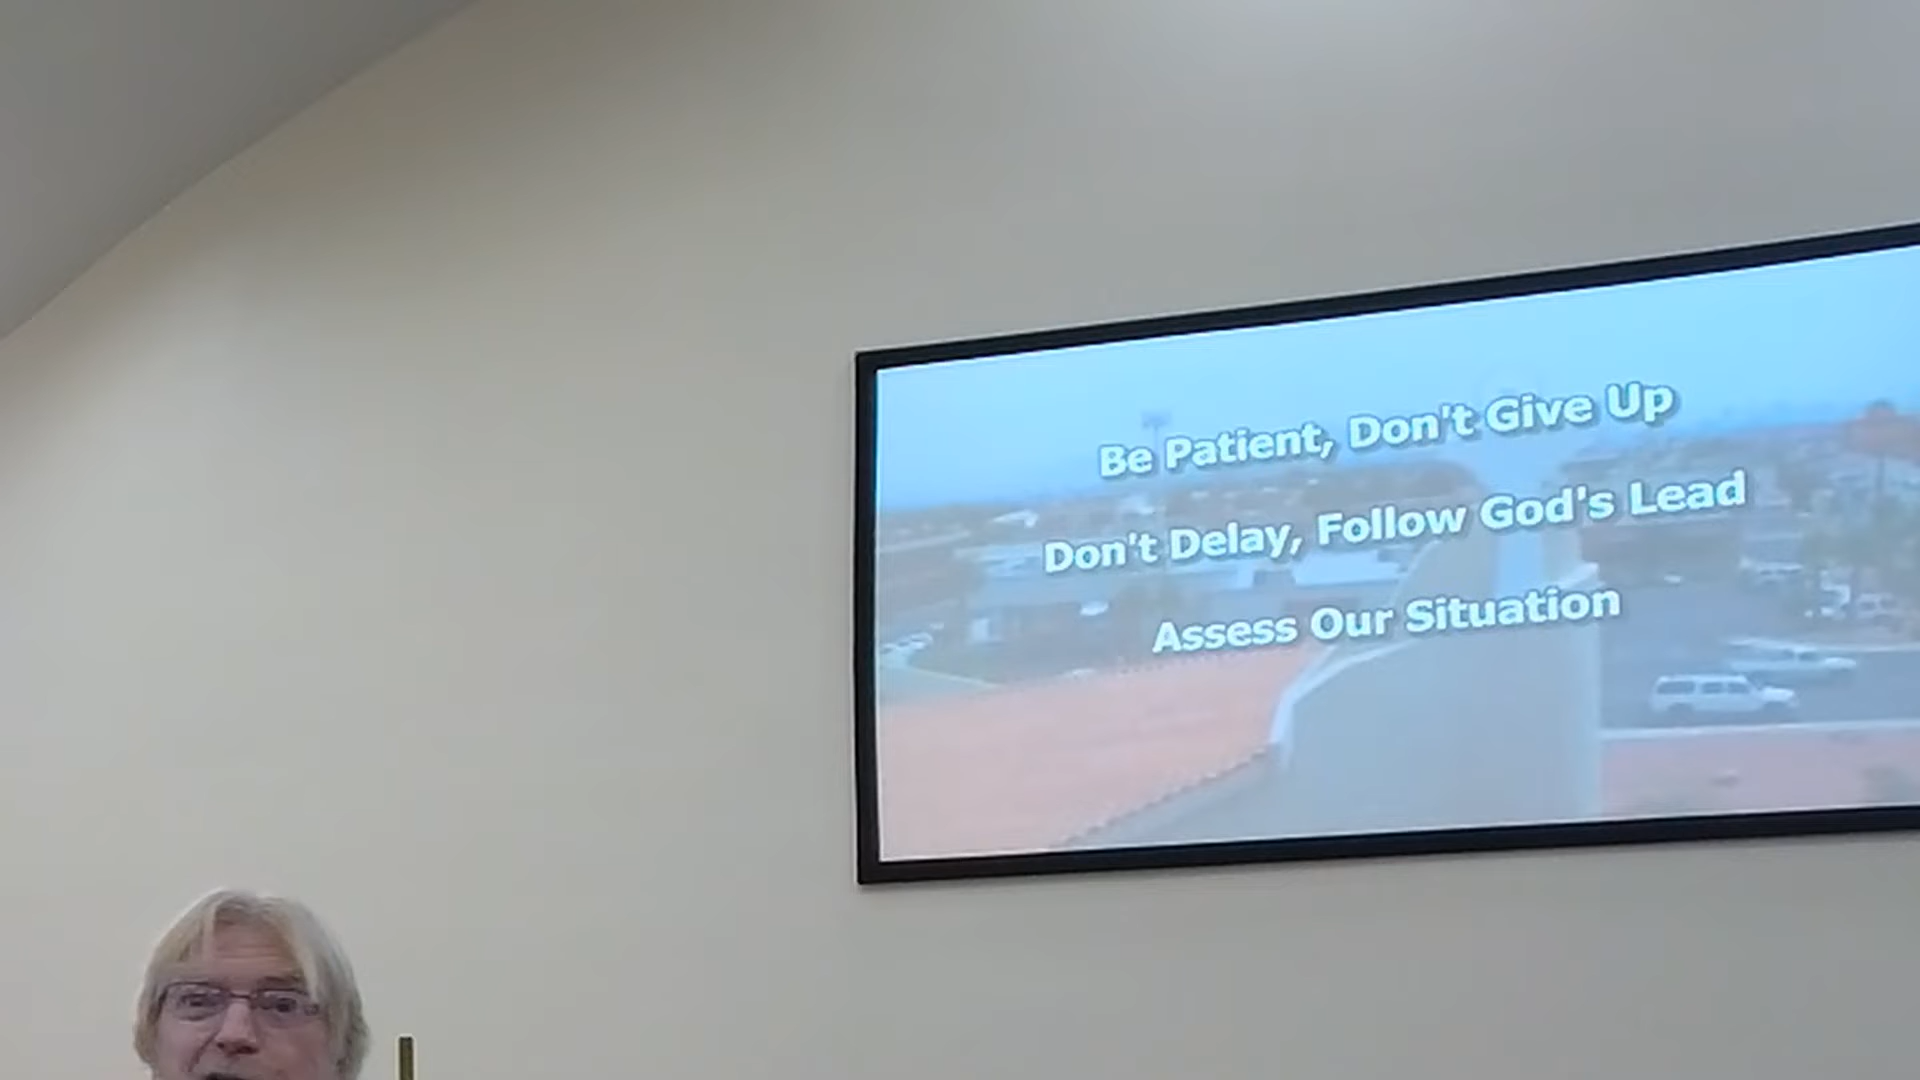 Be Patient, Don't Give Up
Don't Delay, Follow God's Lead
Assess Our Situation